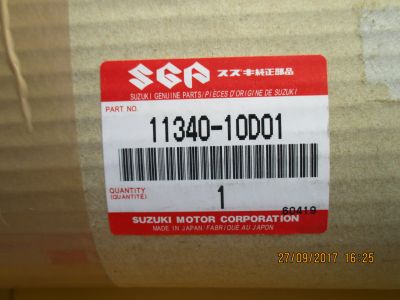 SGP スズキ純正部品
SUZUKI GENUINE PARTS/PIÈCES D'ORIGINE DE SUZUKI
PART NO.
11340-10D01
QUANTITY
(QUANTITÉ)
1
60419
SUZUKI MOTOR CORPORATION
MADE IN JAPAN/FABRIQUÉ AU JAPON
27/09/2017 16:25